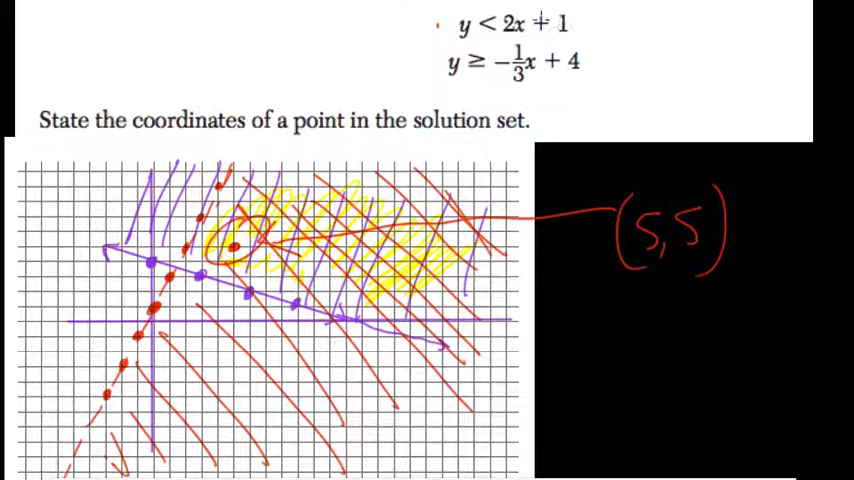 y < 2x + 1
y ≥ -1/3x + 4
State the coordinates of a point in the solution set.
(5,5)